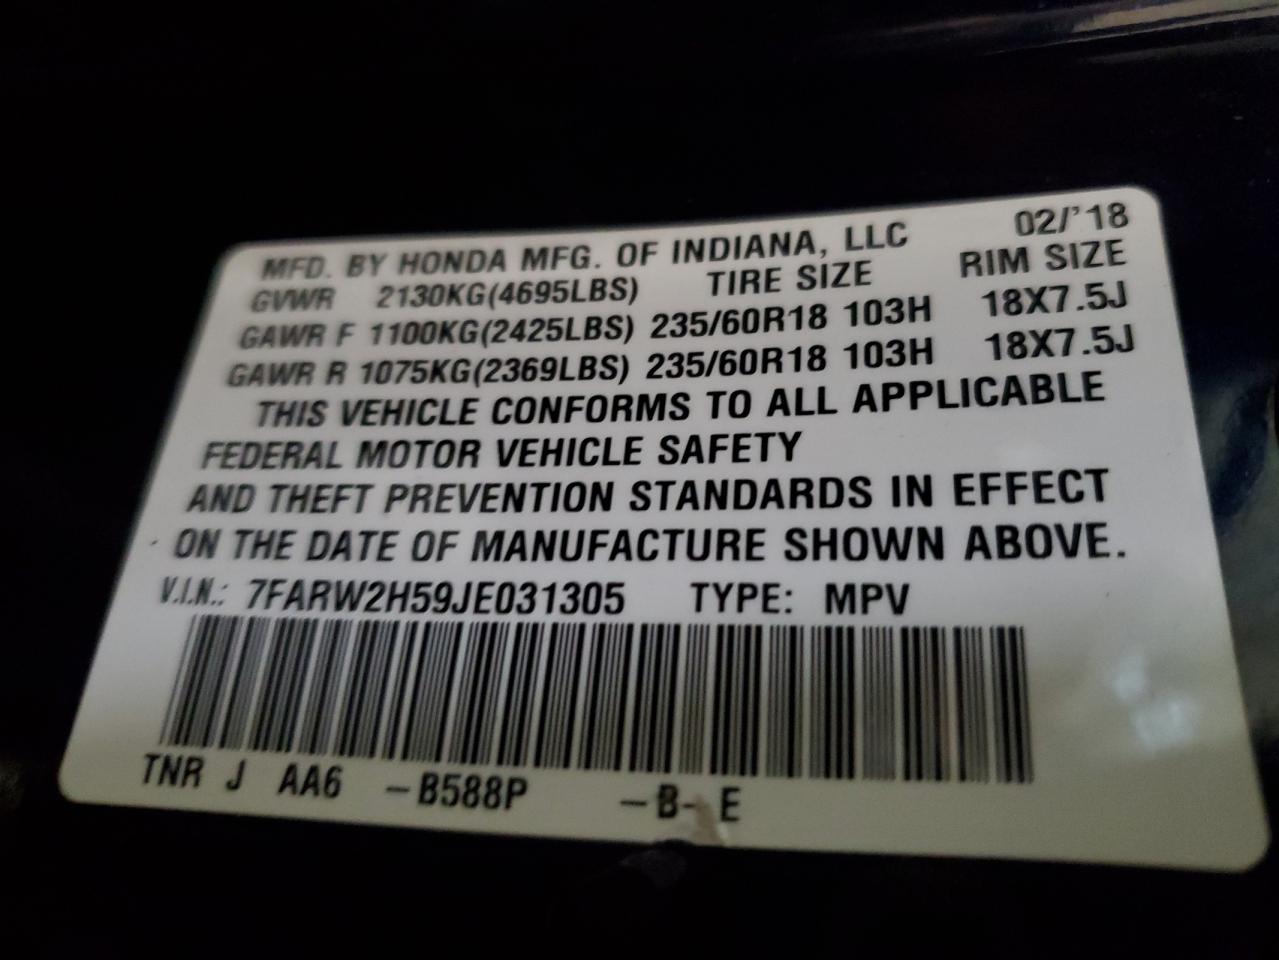 MFD. BY HONDA MFG. OF INDIANA, LLC 02/'18
GVWR 2130KG(4695LBS) TIRE SIZE RIM SIZE
GAWR F 1100KG(2425LBS) 235/60R18 103H 18X7.5J
GAWR R 1075KG(2369LBS) 235/60R18 103H 18X7.5J
THIS VEHICLE CONFORMS TO ALL APPLICABLE
FEDERAL MOTOR VEHICLE SAFETY
AND THEFT PREVENTION STANDARDS IN EFFECT
ON THE DATE OF MANUFACTURE SHOWN ABOVE.
V.I.N.: 7FARW2H59JE031305 TYPE: MPV
TNR J AA6 -B588P -B- E